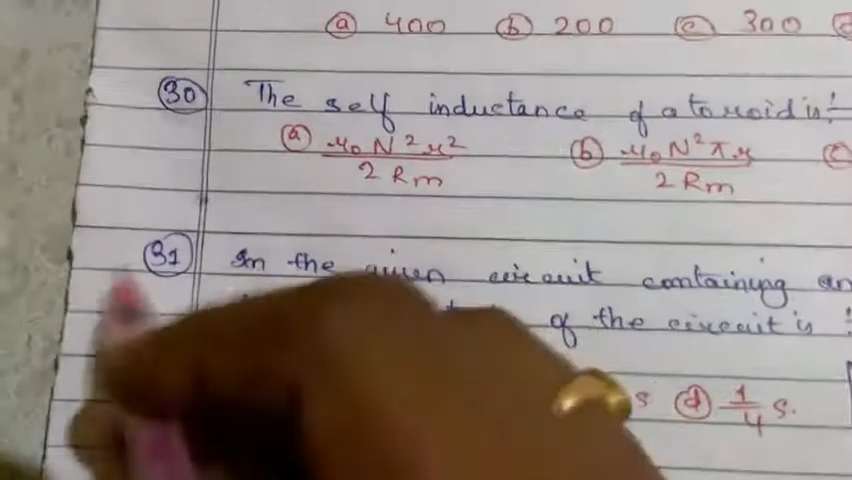 (a) 400 (b) 200 (c) 300
(30) The self inductance of a toroid is:-
(a) μ₀N²r²/2Rm (b) μ₀N²πr/2Rm (c)
(31) In the given circuit containing an
of the circuit is :
s (d) 1/4 s.